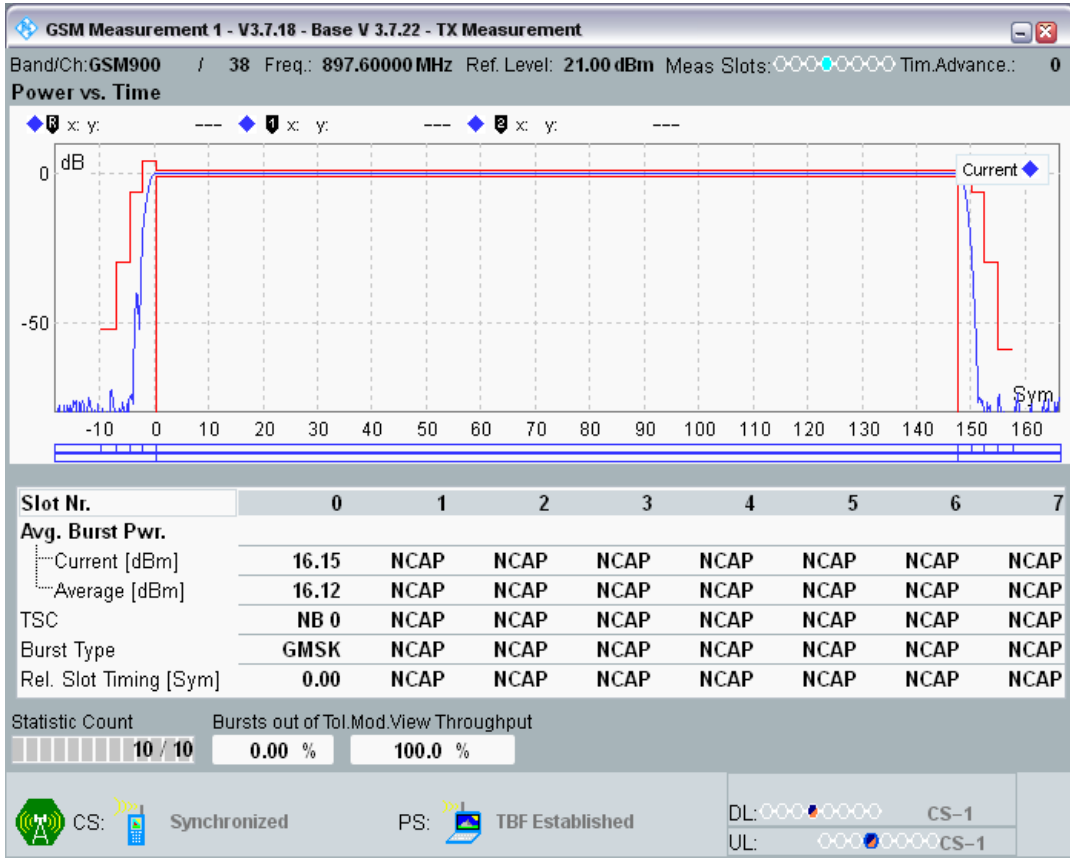 GSM Measurement 1 - V3.7.18 - Base V 3.7.22 - TX Measurement
Band/Ch:GSM900 / 38 Freq.: 897.60000 MHz Ref. Level: 21.00 dBm Meas Slots: Tim.Advance.: 0
Power vs. Time
R x: y: --- 1 x: y: --- 2 x: y: ---
dB
0
Current
-50
Sym
-10 0 10 20 30 40 50 60 70 80 90 100 110 120 130 140 150 160
Slot Nr. 0 1 2 3 4 5 6 7
Avg. Burst Pwr.
Current [dBm] 16.15 NCAP NCAP NCAP NCAP NCAP NCAP NCAP
Average [dBm] 16.12 NCAP NCAP NCAP NCAP NCAP NCAP NCAP
TSC NB 0 NCAP NCAP NCAP NCAP NCAP NCAP NCAP
Burst Type GMSK NCAP NCAP NCAP NCAP NCAP NCAP NCAP
Rel. Slot Timing [Sym] 0.00 NCAP NCAP NCAP NCAP NCAP NCAP NCAP
Statistic Count Bursts out of Tol.Mod.View Throughput
10 / 10 0.00 % 100.0 %
CS: Synchronized PS: TBF Established DL: CS-1
UL: CS-1